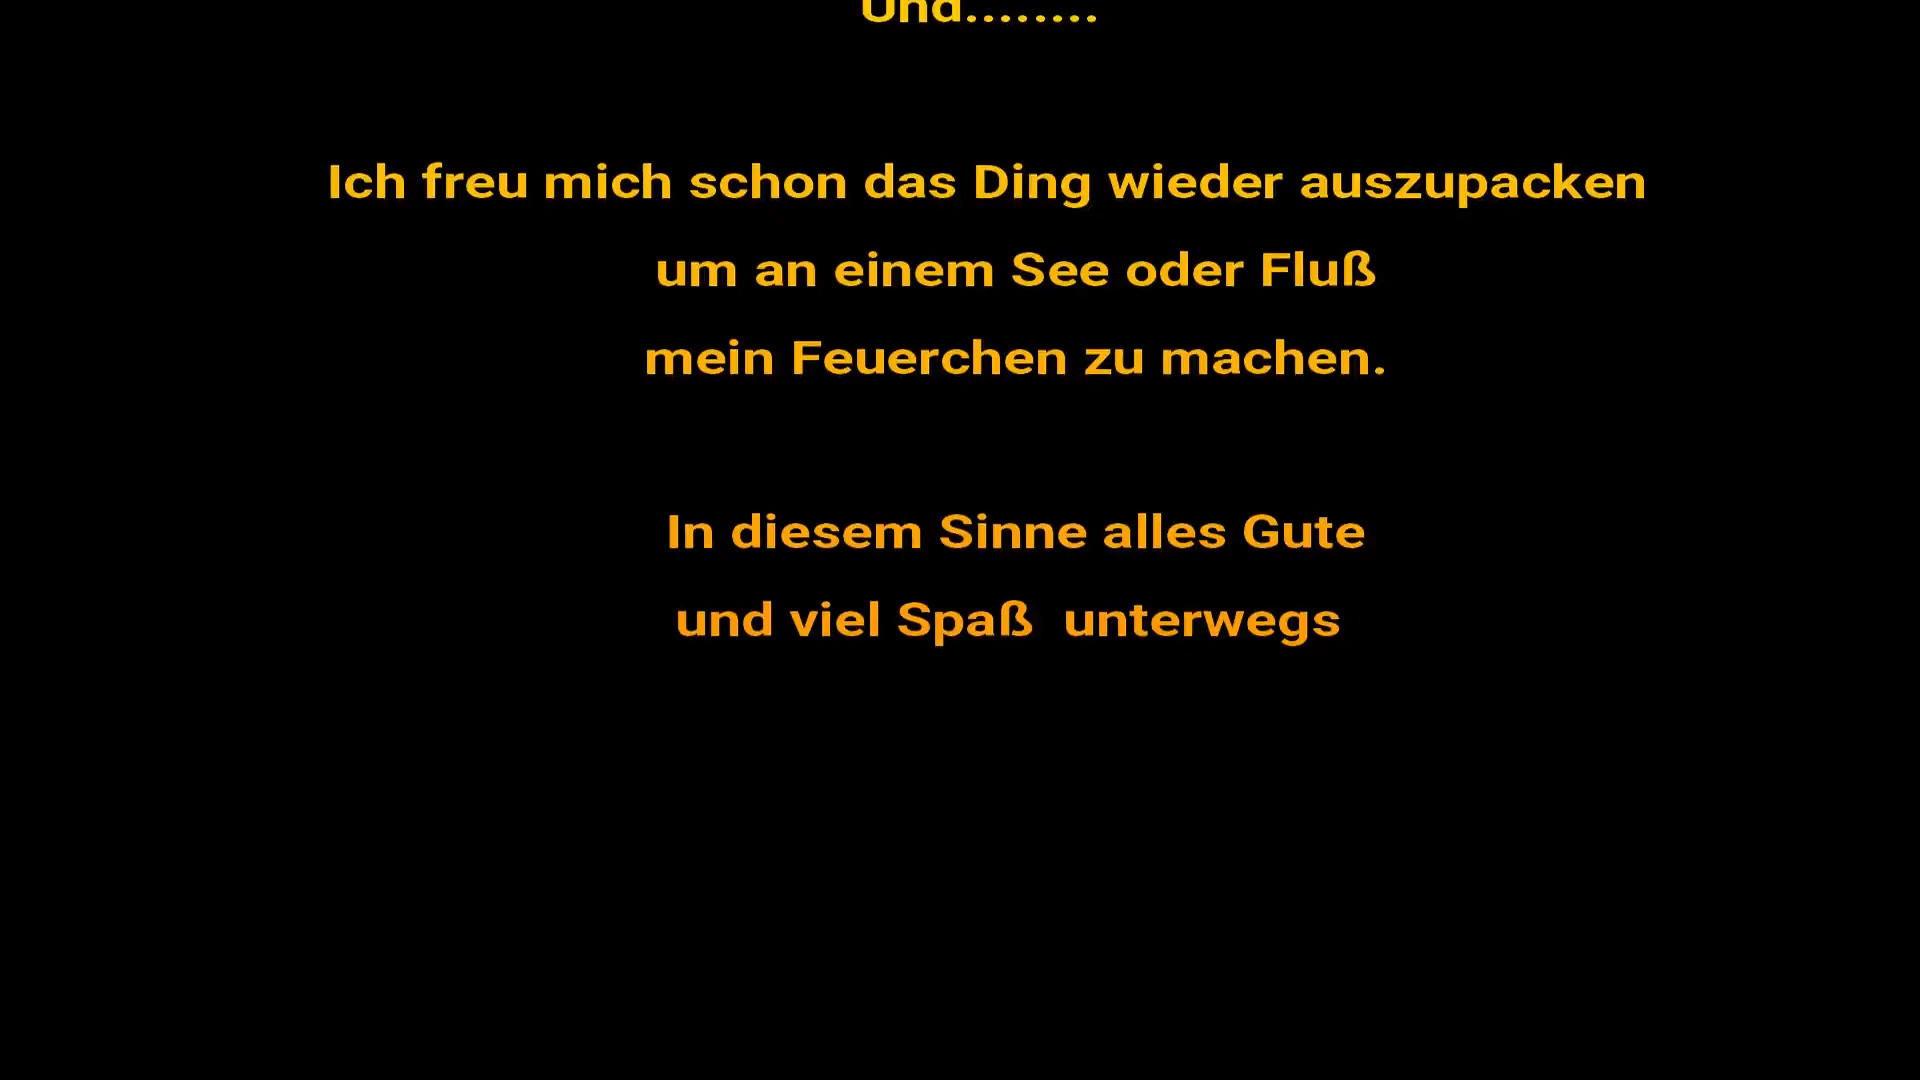 Und........
Ich freu mich schon das Ding wieder auszupacken
um an einem See oder Fluß
mein Feuerchen zu machen.
In diesem Sinne alles Gute
und viel Spaß  unterwegs